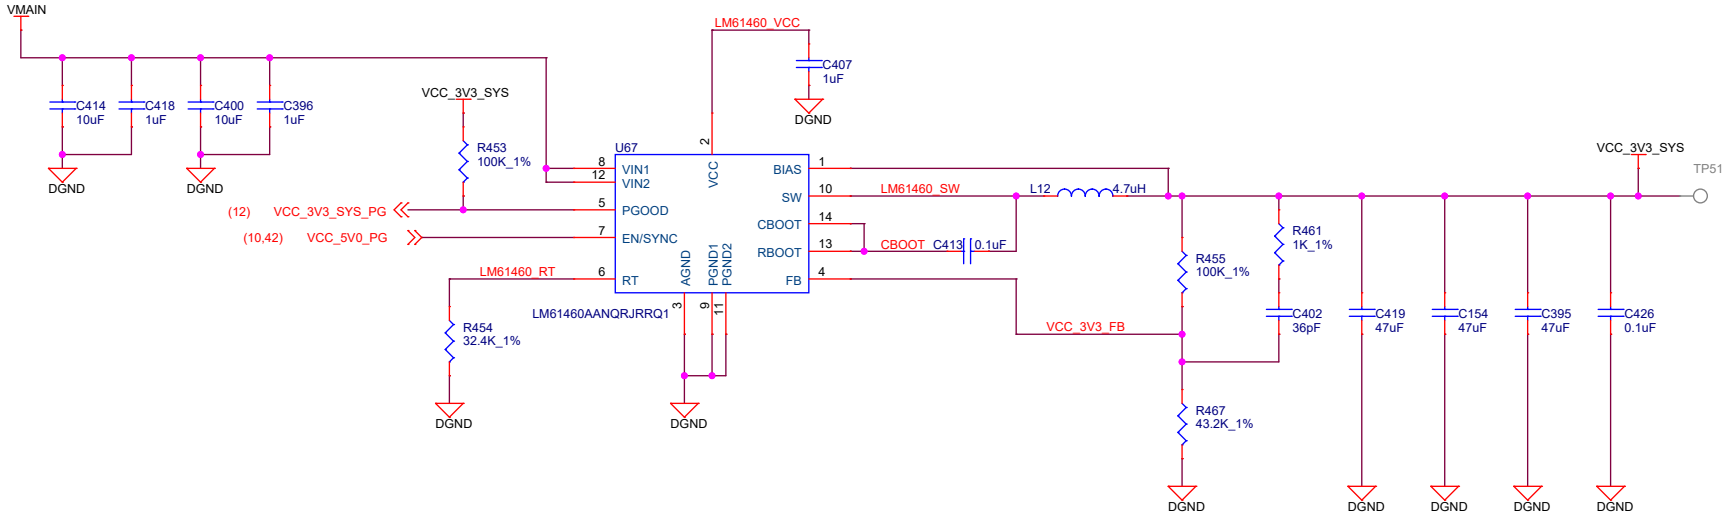 VMAIN
LM61460_VCC
C407
1uF
DGND
C414
10uF
C418
1uF
C400
10uF
C396
1uF
DGND
DGND
VCC_3V3_SYS
R453
100K_1%
U67
8
VIN1
12
VIN2
5
PGOOD
7
EN/SYNC
6
RT
2
VCC
BIAS
1
SW
10
CBOOT
14
RBOOT
13
FB
4
AGND
3
PGND1
9
PGND2
11
LM61460AANQRJRRQ1
(12) VCC_3V3_SYS_PG
(10,42) VCC_5V0_PG
LM61460_RT
R454
32.4K_1%
DGND
DGND
LM61460_SW
L12
4.7uH
CBOOT
C413
0.1uF
VCC_3V3_FB
R455
100K_1%
R461
1K_1%
C402
36pF
R467
43.2K_1%
DGND
C419
47uF
DGND
C154
47uF
DGND
C395
47uF
DGND
C426
0.1uF
DGND
VCC_3V3_SYS
TP51